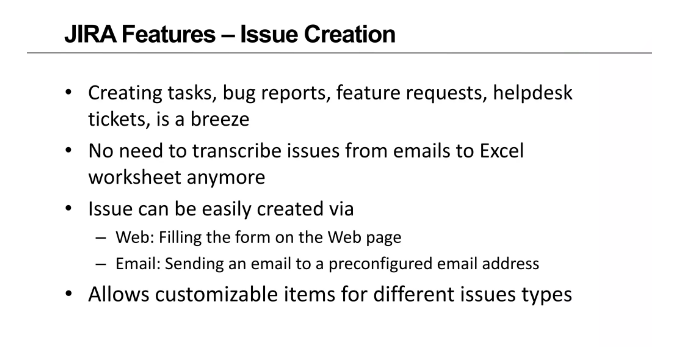 JIRA Features – Issue Creation
• Creating tasks, bug reports, feature requests, helpdesk
tickets, is a breeze
• No need to transcribe issues from emails to Excel
worksheet anymore
• Issue can be easily created via
– Web: Filling the form on the Web page
– Email: Sending an email to a preconfigured email address
• Allows customizable items for different issues types